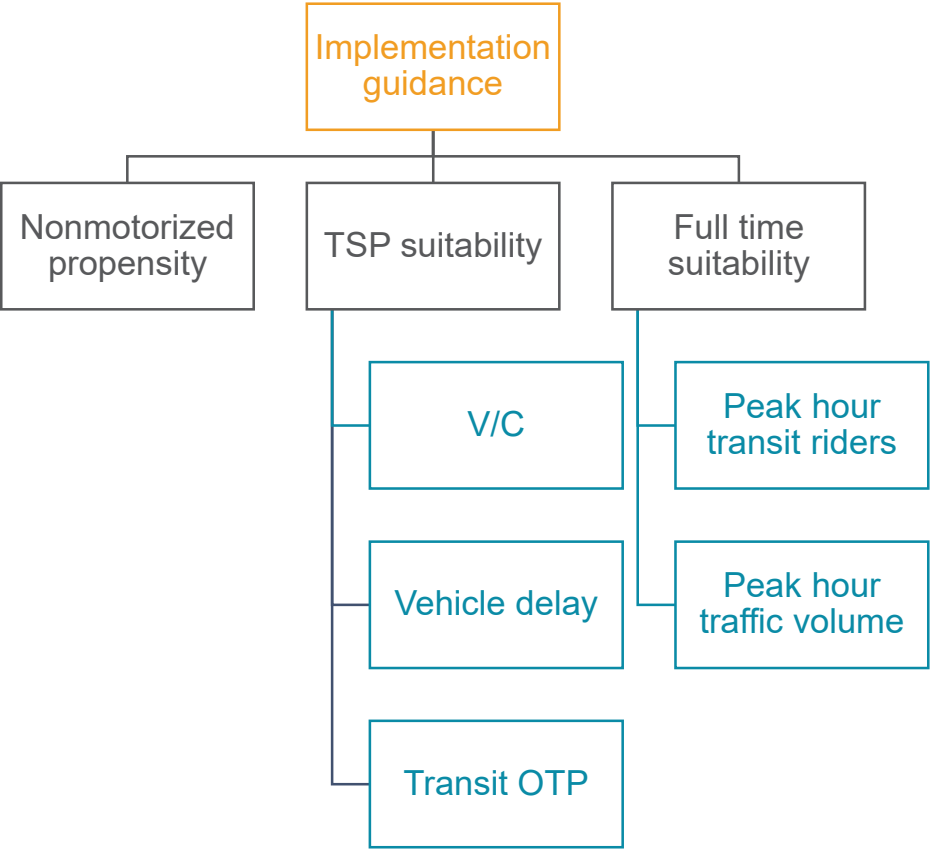 Implementation
guidance
Nonmotorized
propensity
TSP suitability
Full time
suitability
V/C
Peak hour
transit riders
Vehicle delay
Peak hour
traffic volume
Transit OTP